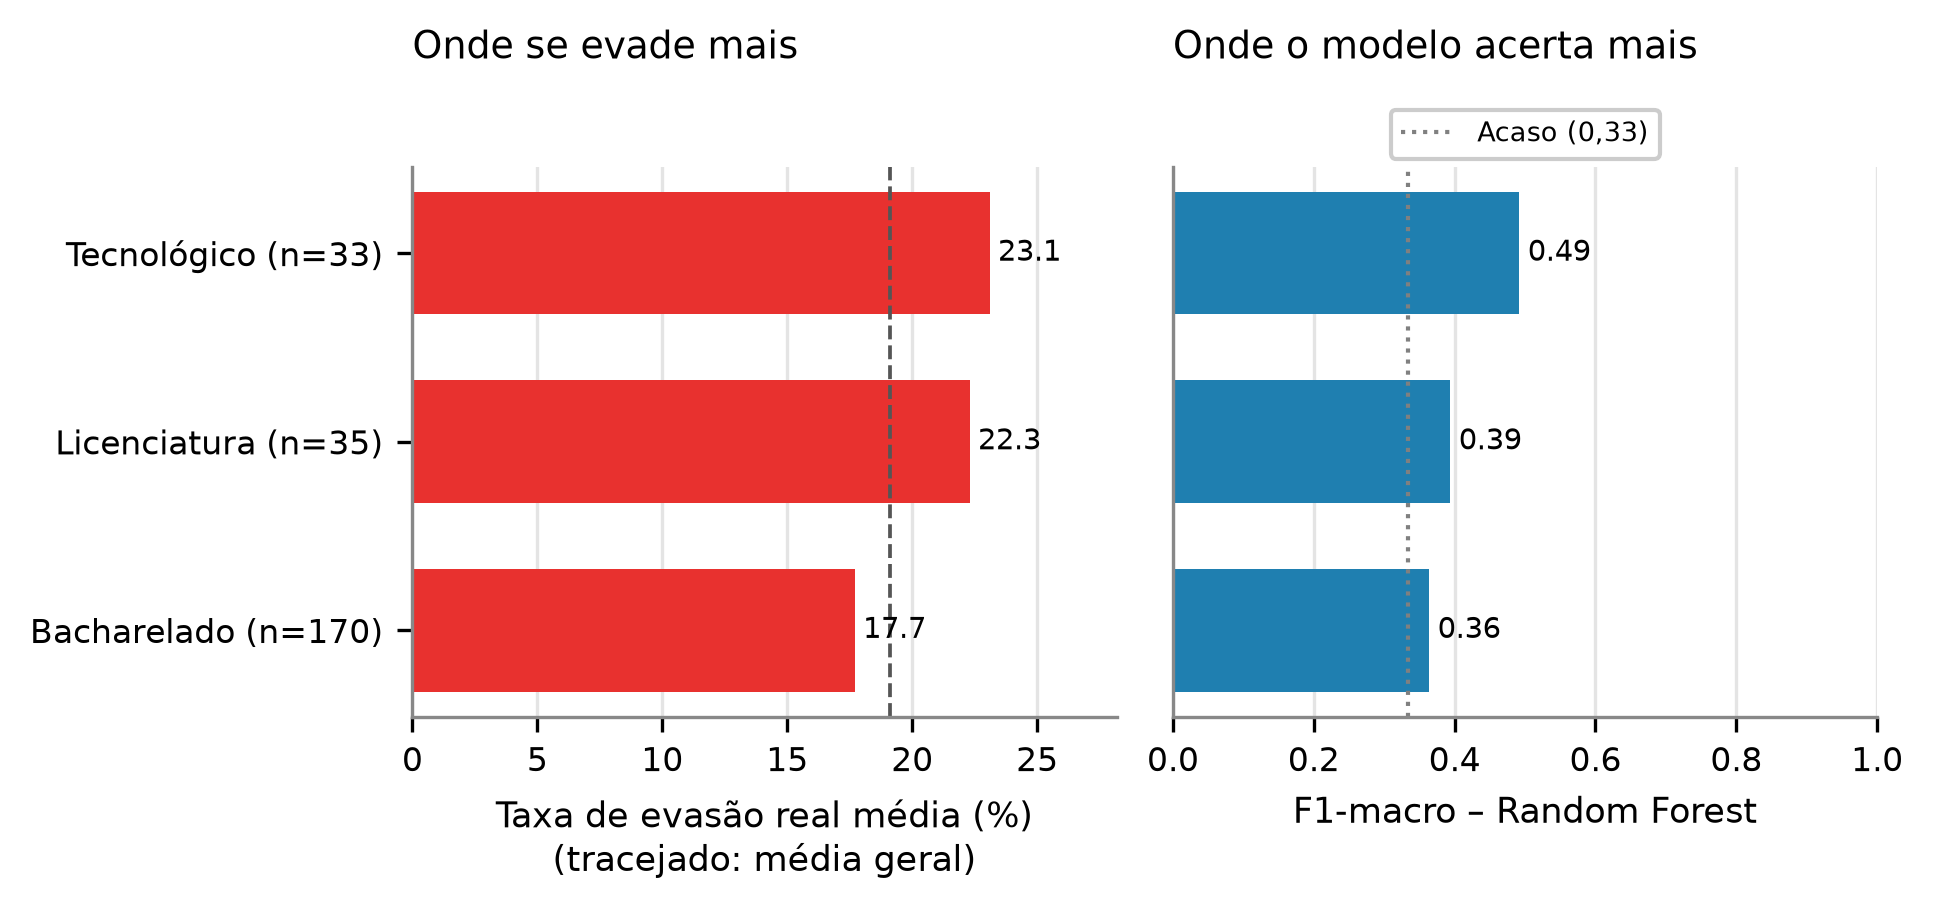 Onde se evade mais
Tecnológico (n=33)
23.1
Licenciatura (n=35)
22.3
Bacharelado (n=170)
17.7
0 5 10 15 20 25
Taxa de evasão real média (%)
(tracejado: média geral)
Onde o modelo acerta mais
Acaso (0,33)
0.49
0.39
0.36
0.0 0.2 0.4 0.6 0.8 1.0
F1-macro – Random Forest